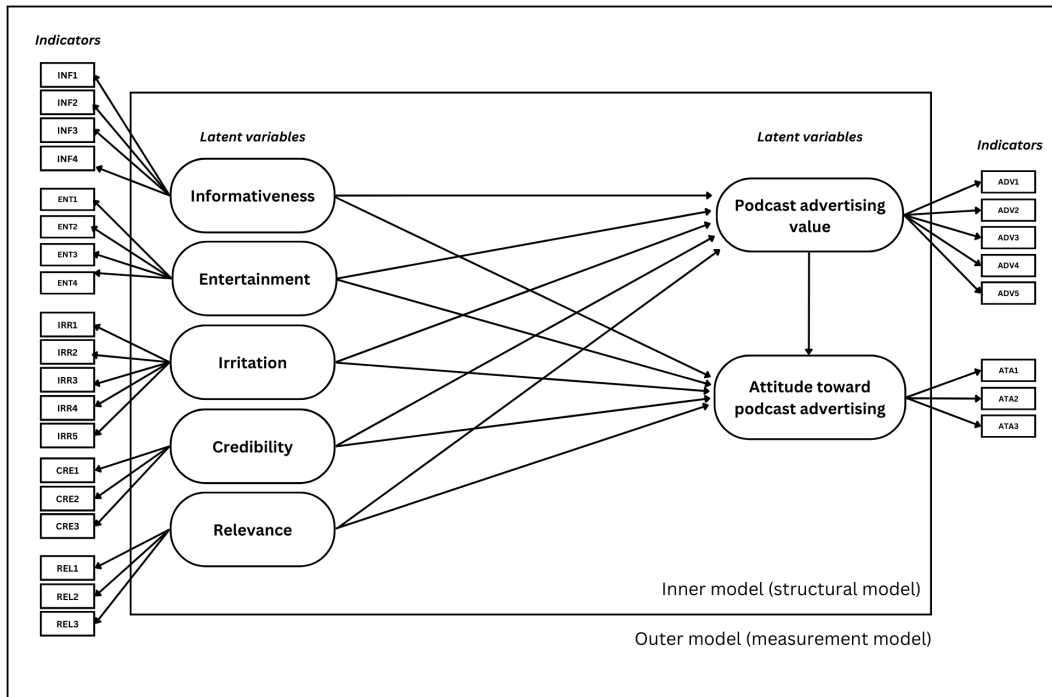 Indicators
INF1
INF2
INF3
INF4
ENT1
ENT2
ENT3
ENT4
IRR1
IRR2
IRR3
IRR4
IRR5
CRE1
CRE2
CRE3
REL1
REL2
REL3
Latent variables
Informativeness
Entertainment
Irritation
Credibility
Relevance
Latent variables
Podcast advertising
value
Attitude toward
podcast advertising
Indicators
ADV1
ADV2
ADV3
ADV4
ADV5
ATA1
ATA2
ATA3
Inner model (structural model)
Outer model (measurement model)